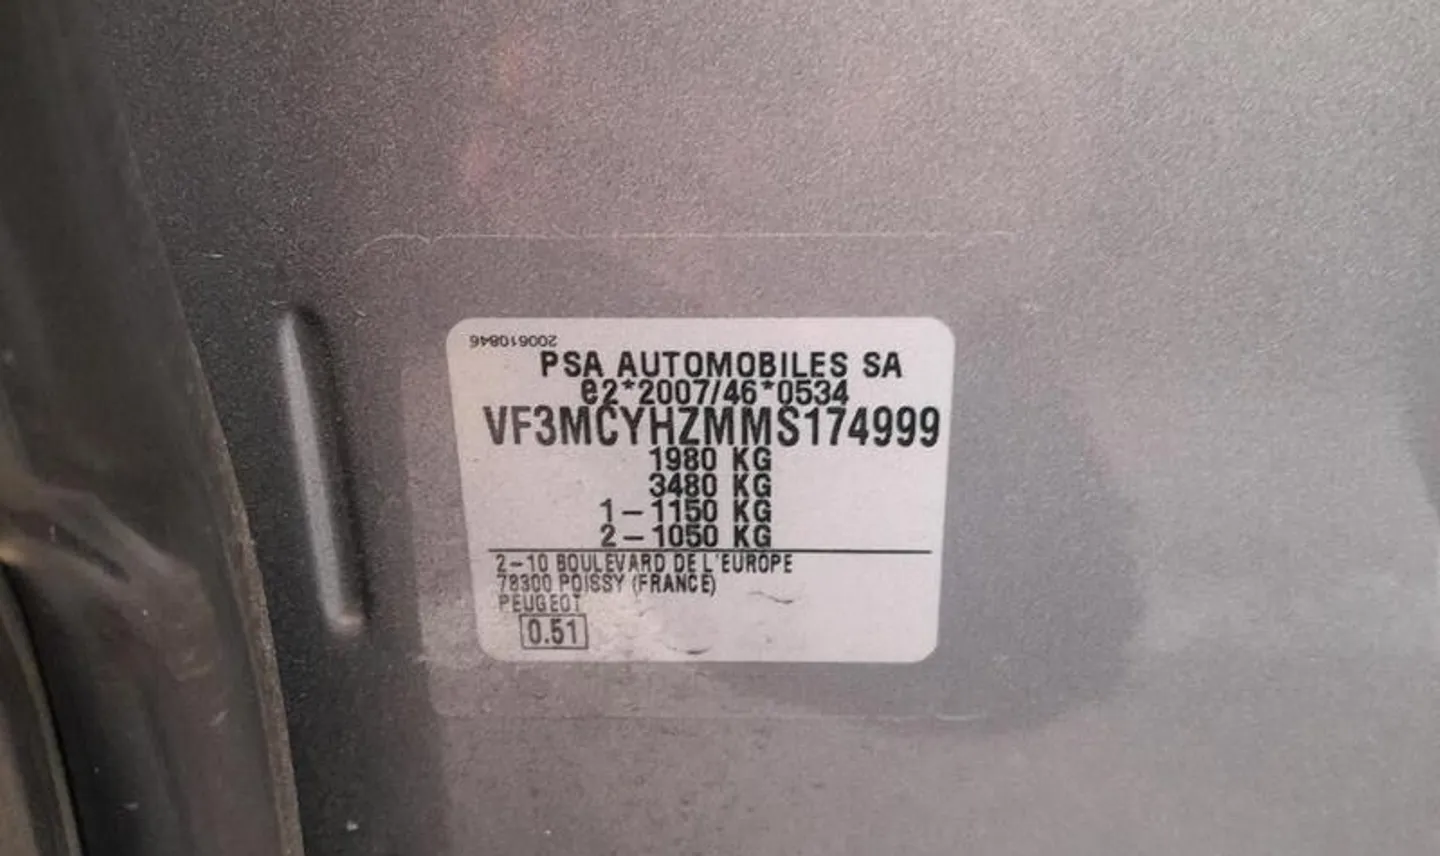 200610846
PSA AUTOMOBILES SA
e2*2007/46*0534
VF3MCYHZMMS174999
1980 KG
3480 KG
1-1150 KG
2-1050 KG
2-10 BOULEVARD DE L'EUROPE
78300 POISSY (FRANCE)
PEUGEOT
0.51